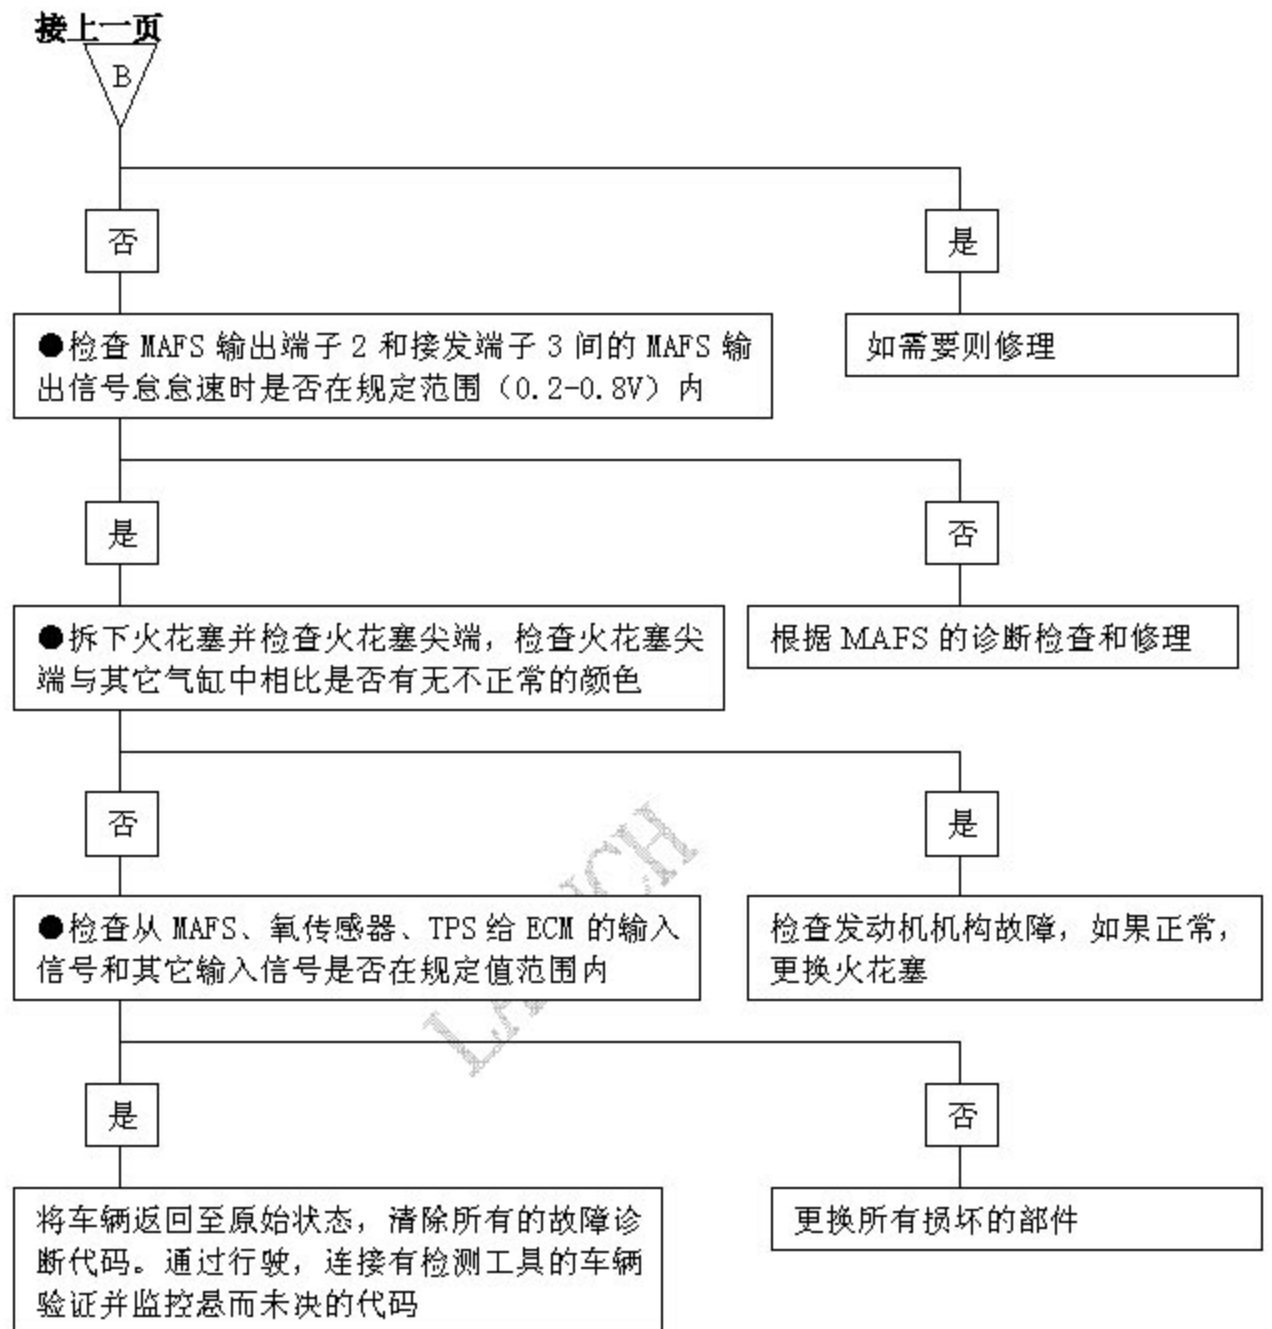 接上一页
B
否
是
●检查 MAFS 输出端子 2 和接发端子 3 间的 MAFS 输
出信号怠怠速时是否在规定范围（0.2-0.8V）内
如需要则修理
是
否
●拆下火花塞并检查火花塞尖端，检查火花塞尖
端与其它气缸中相比是否有无不正常的颜色
根据 MAFS 的诊断检查和修理
否
是
●检查从 MAFS、氧传感器、TPS 给 ECM 的输入
信号和其它输入信号是否在规定值范围内
检查发动机机构故障，如果正常，
更换火花塞
是
否
将车辆返回至原始状态，清除所有的故障诊
断代码。通过行驶，连接有检测工具的车辆
验证并监控悬而未决的代码
更换所有损坏的部件